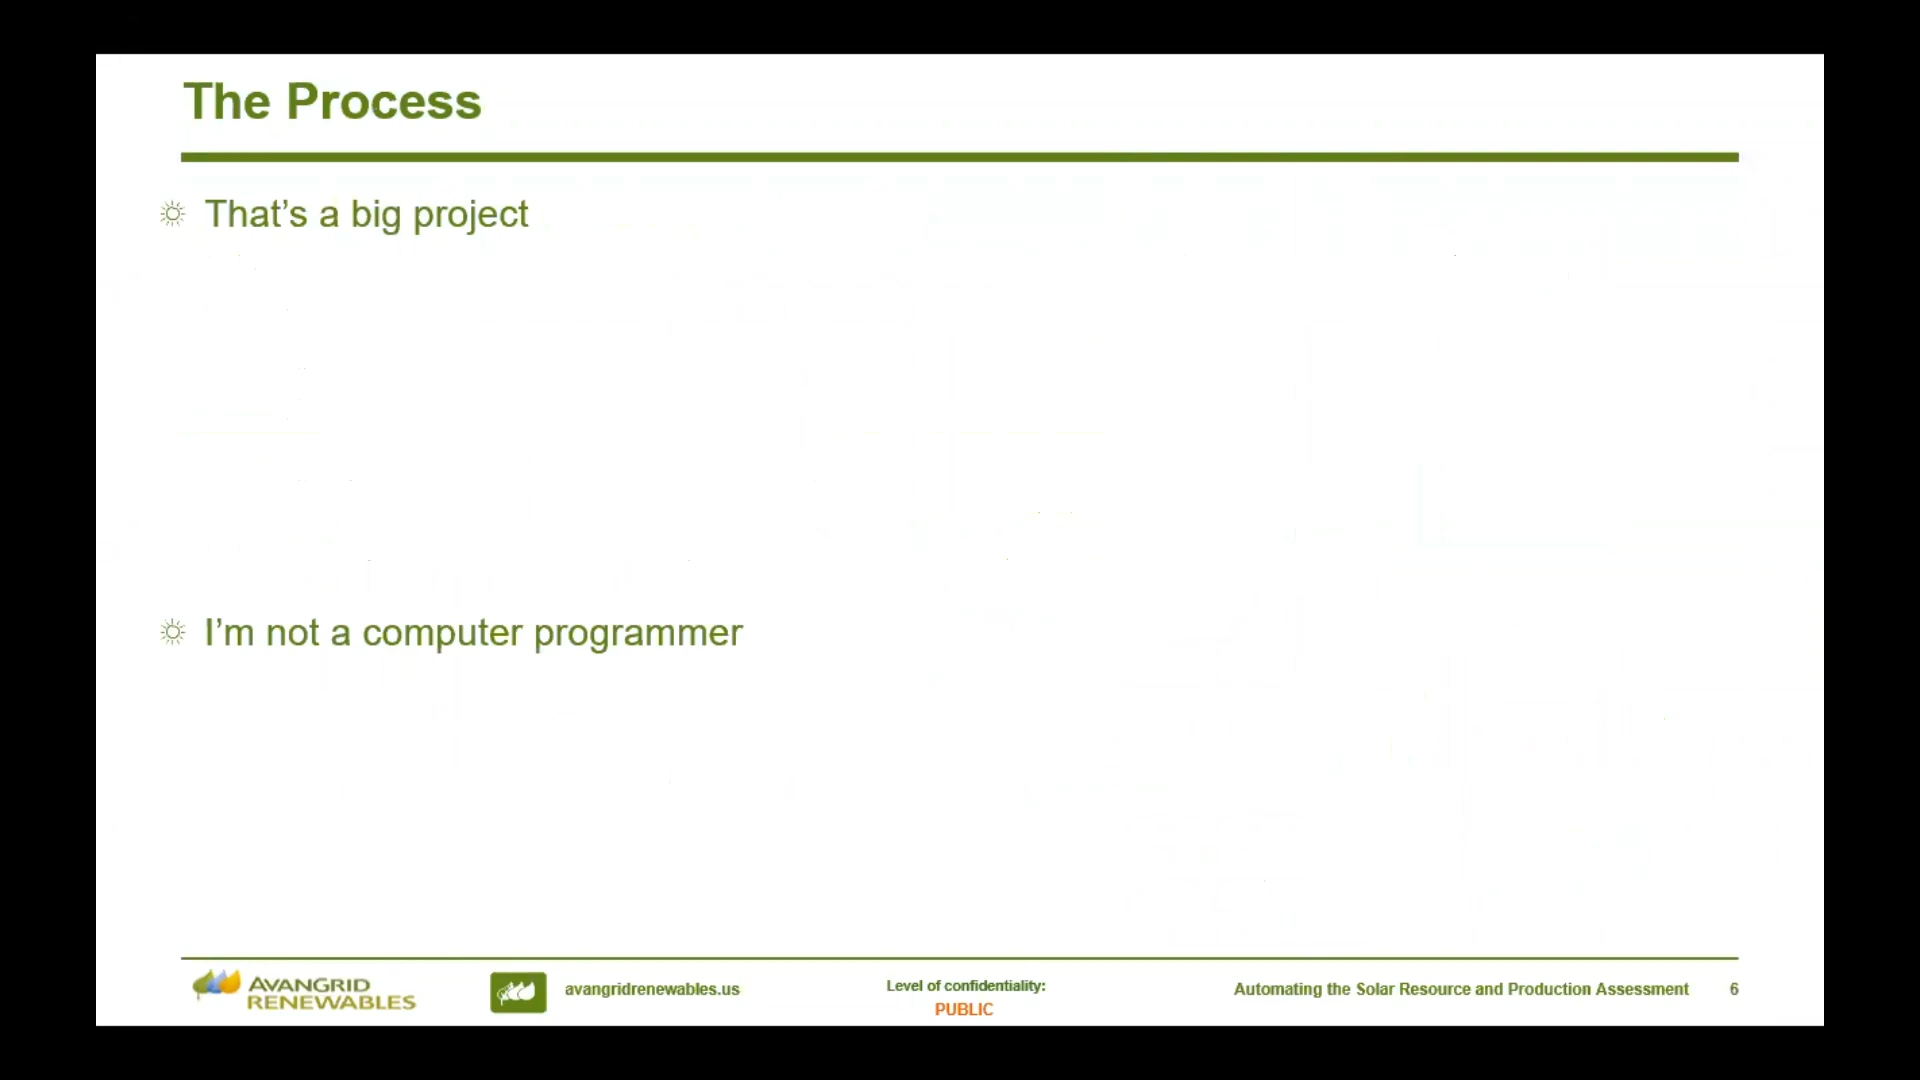 The Process
That’s a big project
I’m not a computer programmer
AVANGRID
RENEWABLES
avangridrenewables.us
Level of confidentiality:
PUBLIC
Automating the Solar Resource and Production Assessment
6